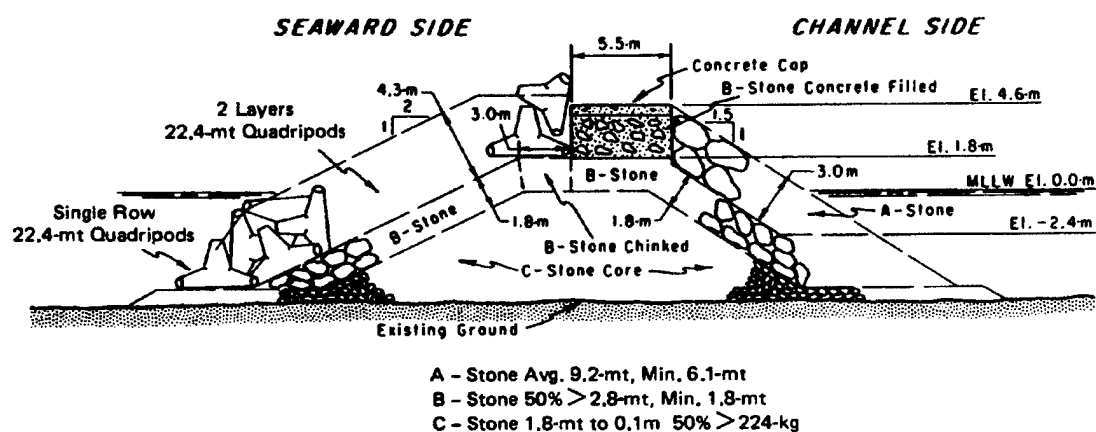 SEAWARD SIDE
CHANNEL SIDE
5.5-m
Concrete Cap
B-Stone Concrete Filled
4.3-m
2
1
3.0-m
1.5
1
El. 4.6-m
2 Layers
22.4-mt Quadripods
El. 1.8-m
B-Stone
3.0-m
MLLW El. 0.0-m
Single Row
22.4-mt Quadripods
B-Stone
1.8-m
1.8-m
A-Stone
B-Stone Chinked
El. -2.4-m
C-Stone Core
Existing Ground
A - Stone Avg. 9.2-mt, Min. 6.1-mt
B - Stone 50% > 2.8-mt, Min. 1.8-mt
C - Stone 1.8-mt to 0.1m 50% > 224-kg